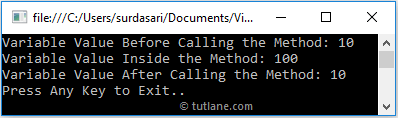 file:///C:/Users/surdasari/Documents/Vi...
Variable Value Before Calling the Method: 10
Variable Value Inside the Method: 100
Variable Value After Calling the Method: 10
Press Any Key to Exit..
© tutlane.com